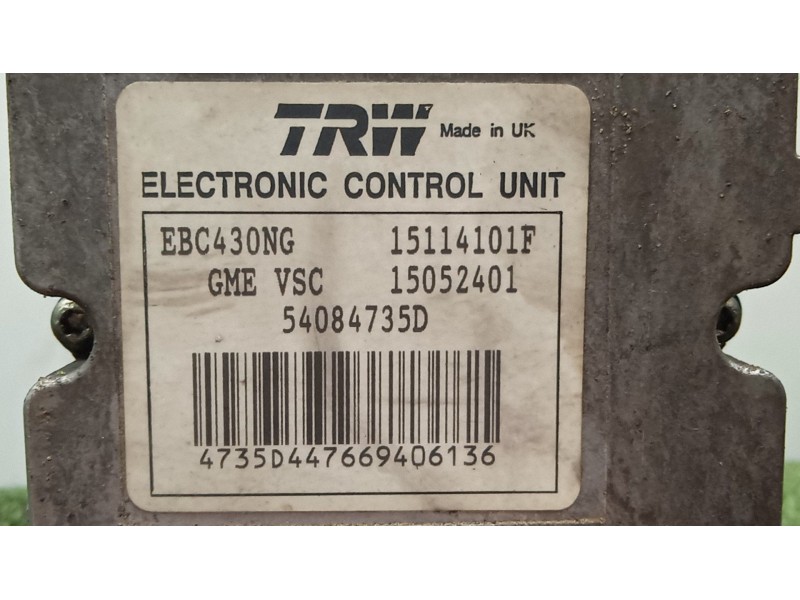 TRW Made in UK
ELECTRONIC CONTROL UNIT
EBC430NG 15114101F
GME VSC 15052401
54084735D
4735D447669406136